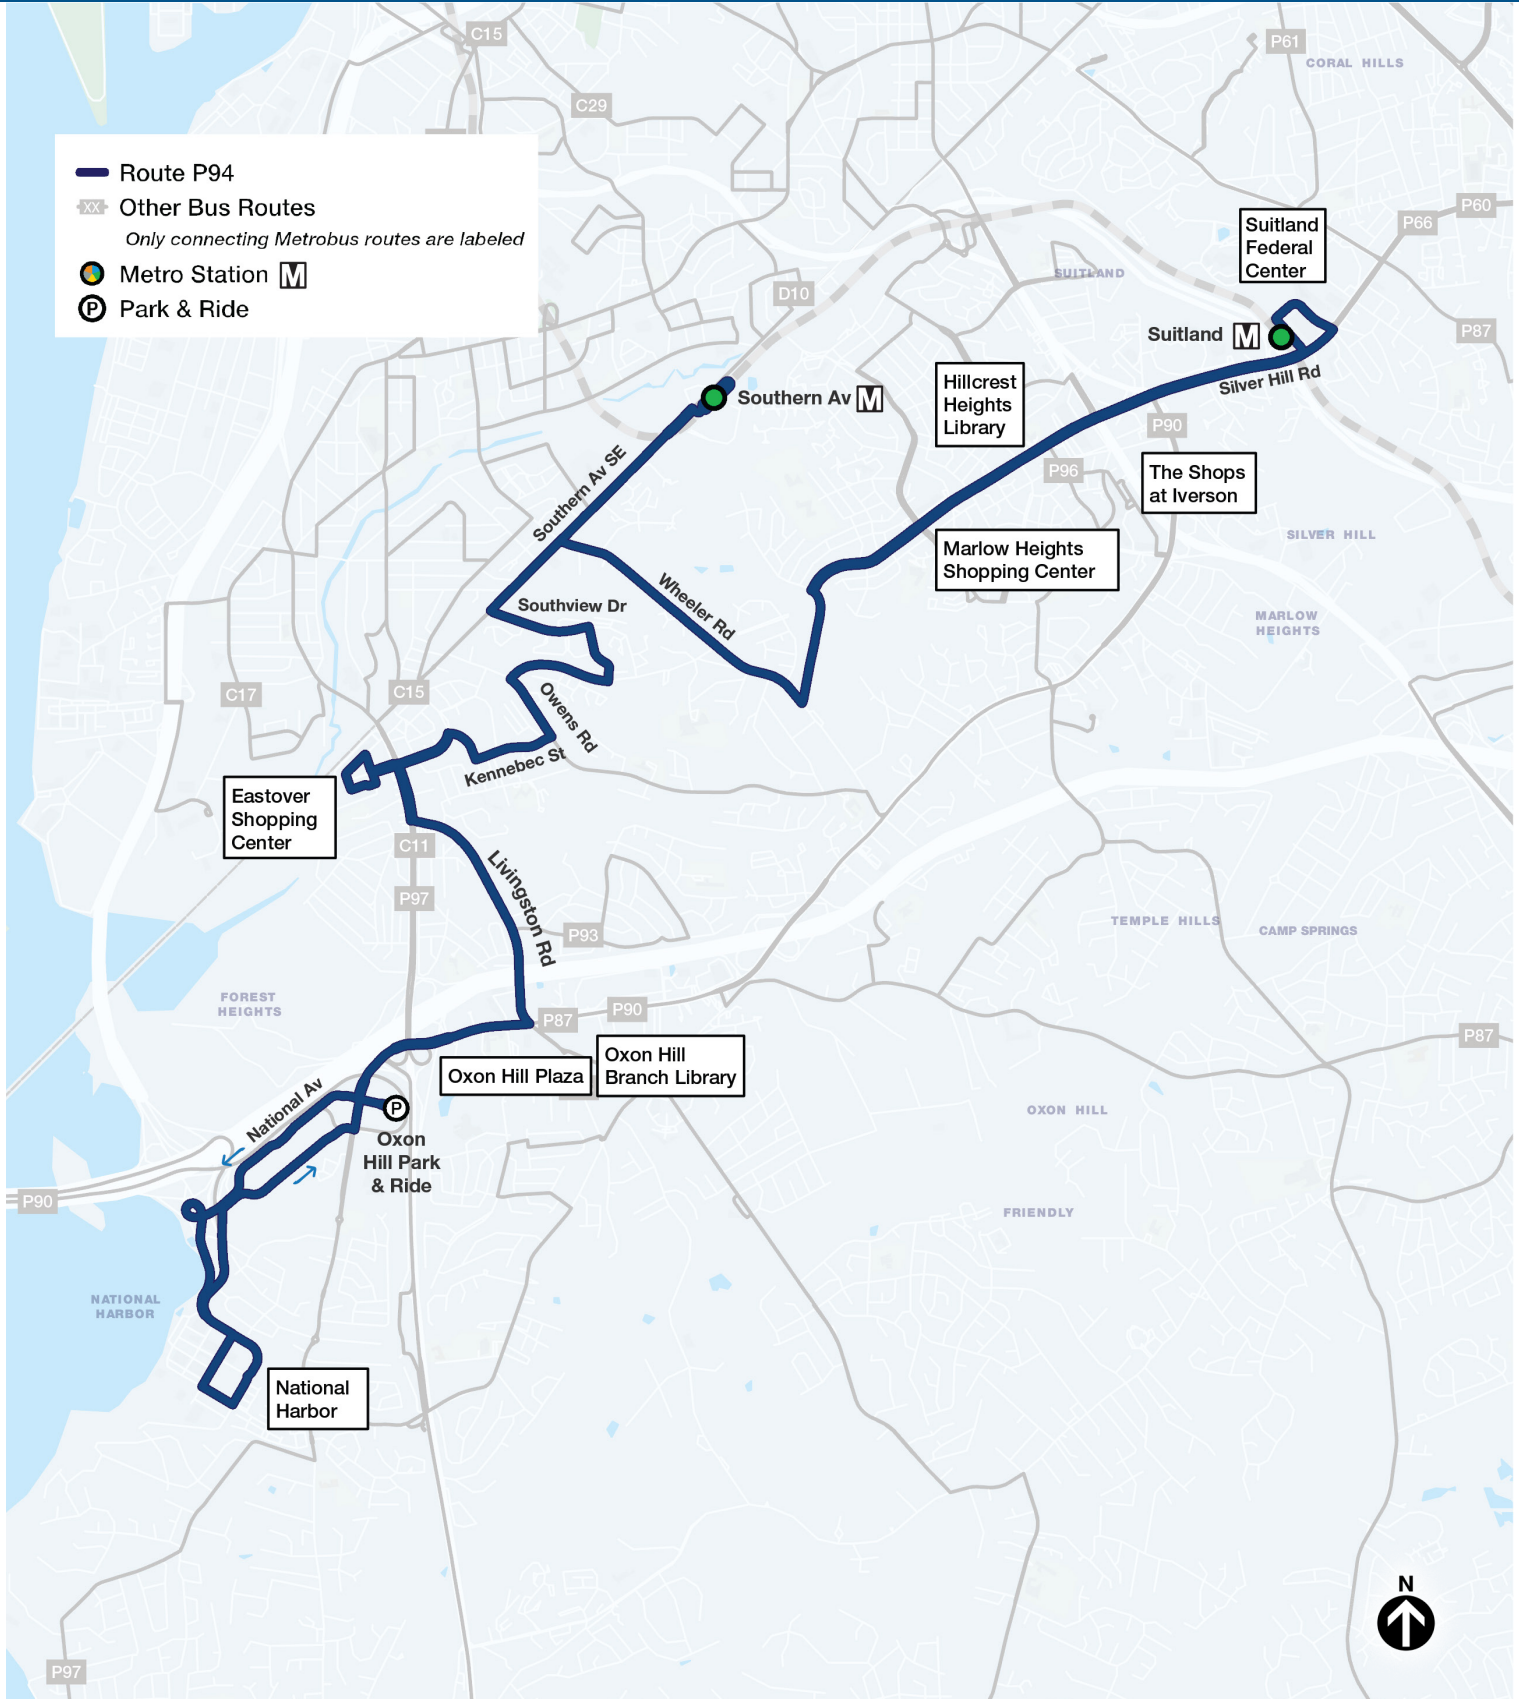 C15
P61
CORAL HILLS
C29
Route P94
XX Other Bus Routes
Only connecting Metrobus routes are labeled
Metro Station M
P Park & Ride
P60
P66
Suitland
Federal
Center
SUITLAND
D10
P87
Suitland M
Silver Hill Rd
Southern Av M
Hillcrest
Heights
Library
P90
P96
The Shops
at Iverson
Southern Av SE
SILVER HILL
Marlow Heights
Shopping Center
Wheeler Rd
Southview Dr
MARLOW
HEIGHTS
C17
C15
Owens Rd
Kennebec St
Eastover
Shopping
Center
C11
Livingston Rd
P97
P93
TEMPLE HILLS
CAMP SPRINGS
FOREST
HEIGHTS
P90
P87
P87
Oxon Hill Plaza
Oxon Hill
Branch Library
National Av
P
OXON HILL
Oxon
Hill Park
& Ride
P90
FRIENDLY
NATIONAL
HARBOR
National
Harbor
N
P97